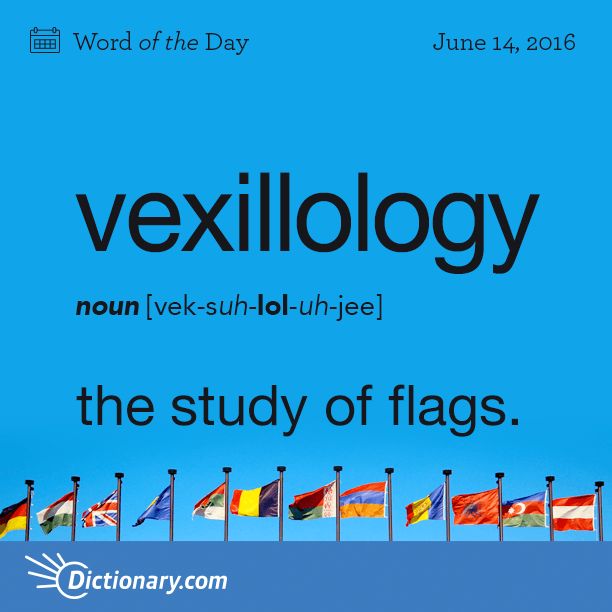 Word of the Day
June 14, 2016
vexillology
noun [vek-suh-lol-uh-jee]
the study of flags.
Dictionary.com